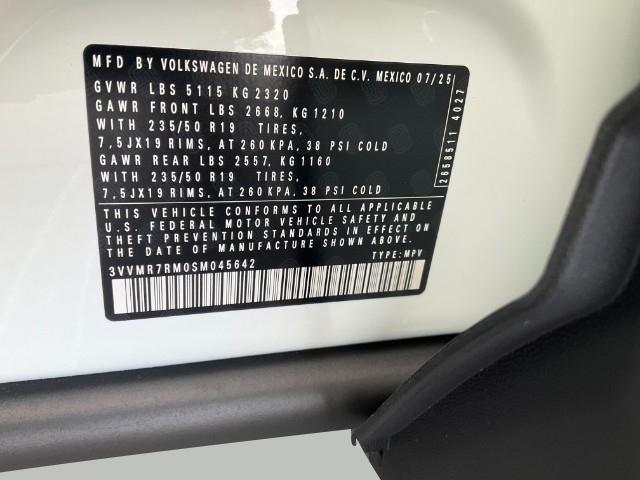 MFD BY VOLKSWAGEN DE MEXICO S.A. DE C.V. MEXICO 07/25
GVWR LBS 5115 KG 2320
GAWR FRONT LBS 2668, KG 1210
WITH 235/50 R19 TIRES,
7,5JX19 RIMS, AT 260 KPA, 38 PSI COLD
GAWR REAR LBS 2557, KG 1160
WITH 235/50 R19 TIRES,
7,5JX19 RIMS, AT 260 KPA, 38 PSI COLD
THIS VEHICLE CONFORMS TO ALL APPLICABLE
U.S. FEDERAL MOTOR VEHICLE SAFETY AND
THEFT PREVENTION STANDARDS IN EFFECT ON
THE DATE OF MANUFACTURE SHOWN ABOVE.
3VVMR7RM0SM045642 TYPE: MPV
2658511 4027